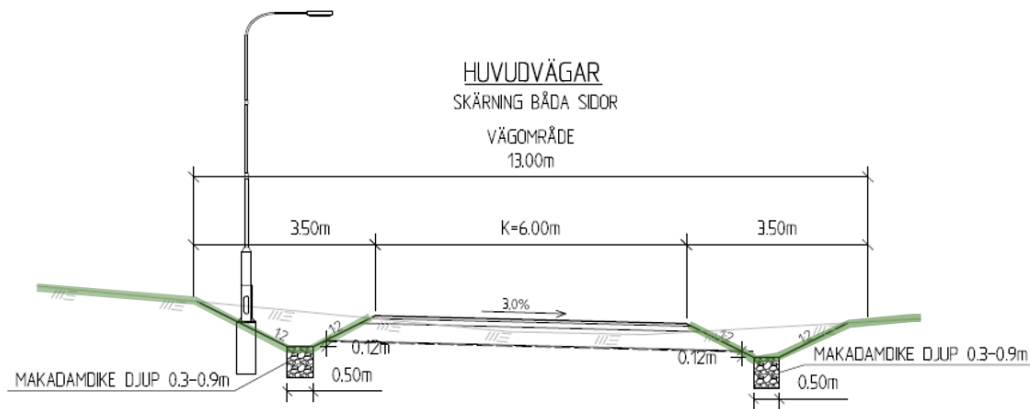 HUVUDVÄGAR
SKÄRNING BÅDA SIDOR
VÄGOMRÅDE
13.00m
3.50m
K=6.00m
3.50m
3.0%
1:2
1:2
1:2
1:2
0.12m
0.12m
MAKADAMDIKE DJUP 0.3-0.9m
0.50m
MAKADAMDIKE DJUP 0.3-0.9m
0.50m